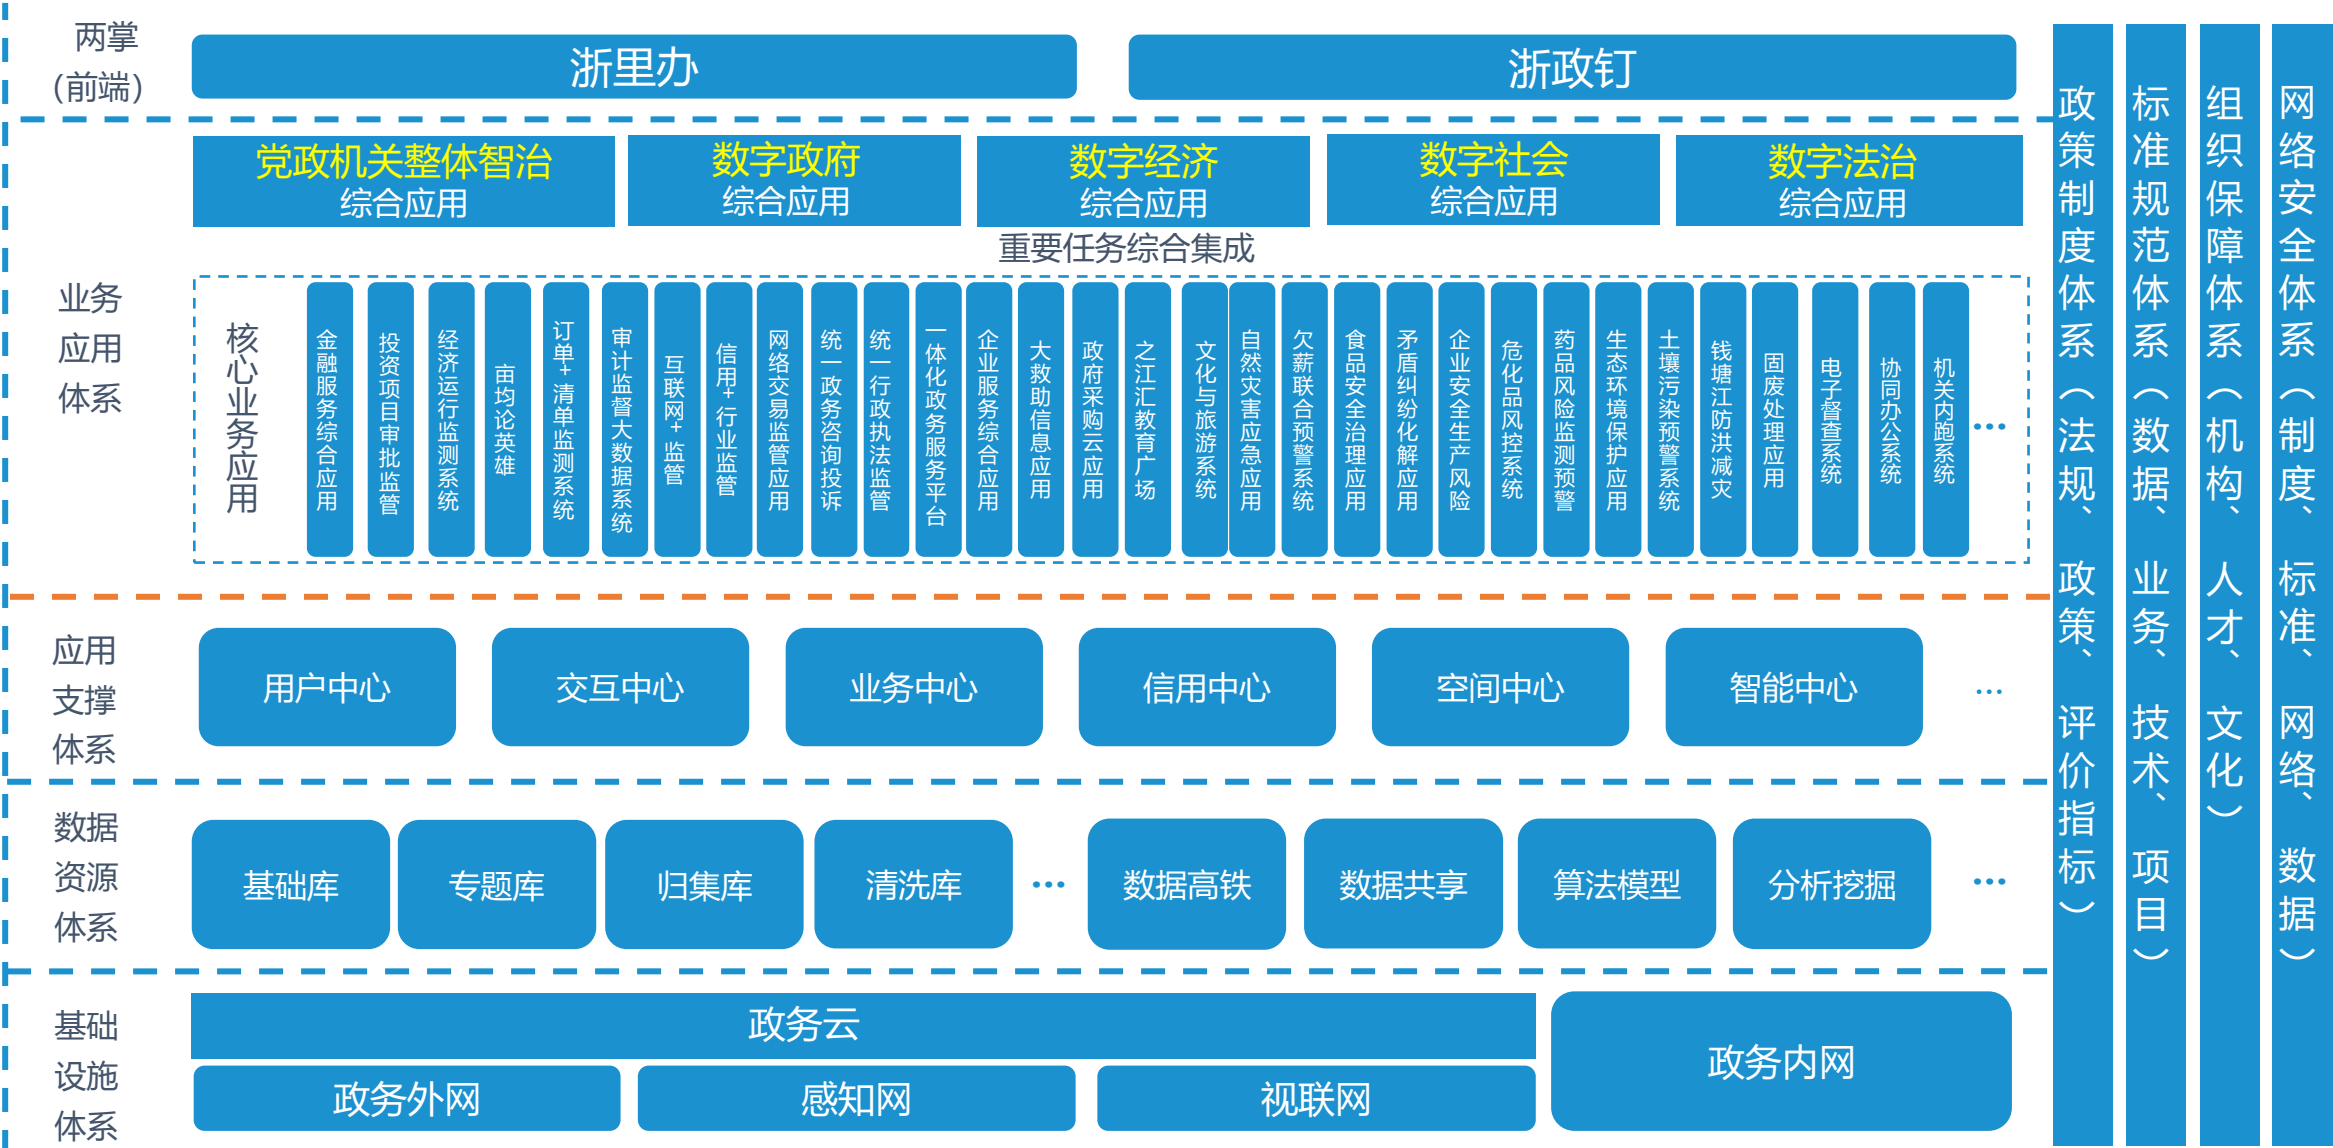 两掌
（前端）
浙里办
浙政钉
党政机关整体智治
综合应用
数字政府
综合应用
数字经济
综合应用
数字社会
综合应用
数字法治
综合应用
重要任务综合集成
业务
应用
体系
核心业务应用
金融服务综合应用
投资项目审批监管
经济运行监测系统
亩均论英雄
订单+清单监测系统
审计监督大数据系统
互联网+监管
信用+行业监管
网络交易监管应用
统一政务咨询投诉
统一行政执法监管
一体化政务服务平台
企业服务综合应用
大救助信息应用
政府采购云应用
之江汇教育广场
文化与旅游系统
自然灾害应急应用
欠薪联合预警系统
食品安全治理应用
矛盾纠纷化解应用
企业安全生产风险
危化品风控系统
药品风险监测预警
生态环境保护应用
土壤污染预警系统
钱塘江防洪减灾
固废处理应用
电子督查系统
协同办公系统
机关内跑系统
…
应用
支撑
体系
用户中心
交互中心
业务中心
信用中心
空间中心
智能中心
…
数据
资源
体系
基础库
专题库
归集库
清洗库
…
数据高铁
数据共享
算法模型
分析挖掘
…
基础
设施
体系
政务云
政务外网
感知网
视联网
政务内网
政策制度体系（法规、政策、评价指标）
标准规范体系（数据、业务、技术、项目）
组织保障体系（机构、人才、文化）
网络安全体系（制度、标准、网络、数据）